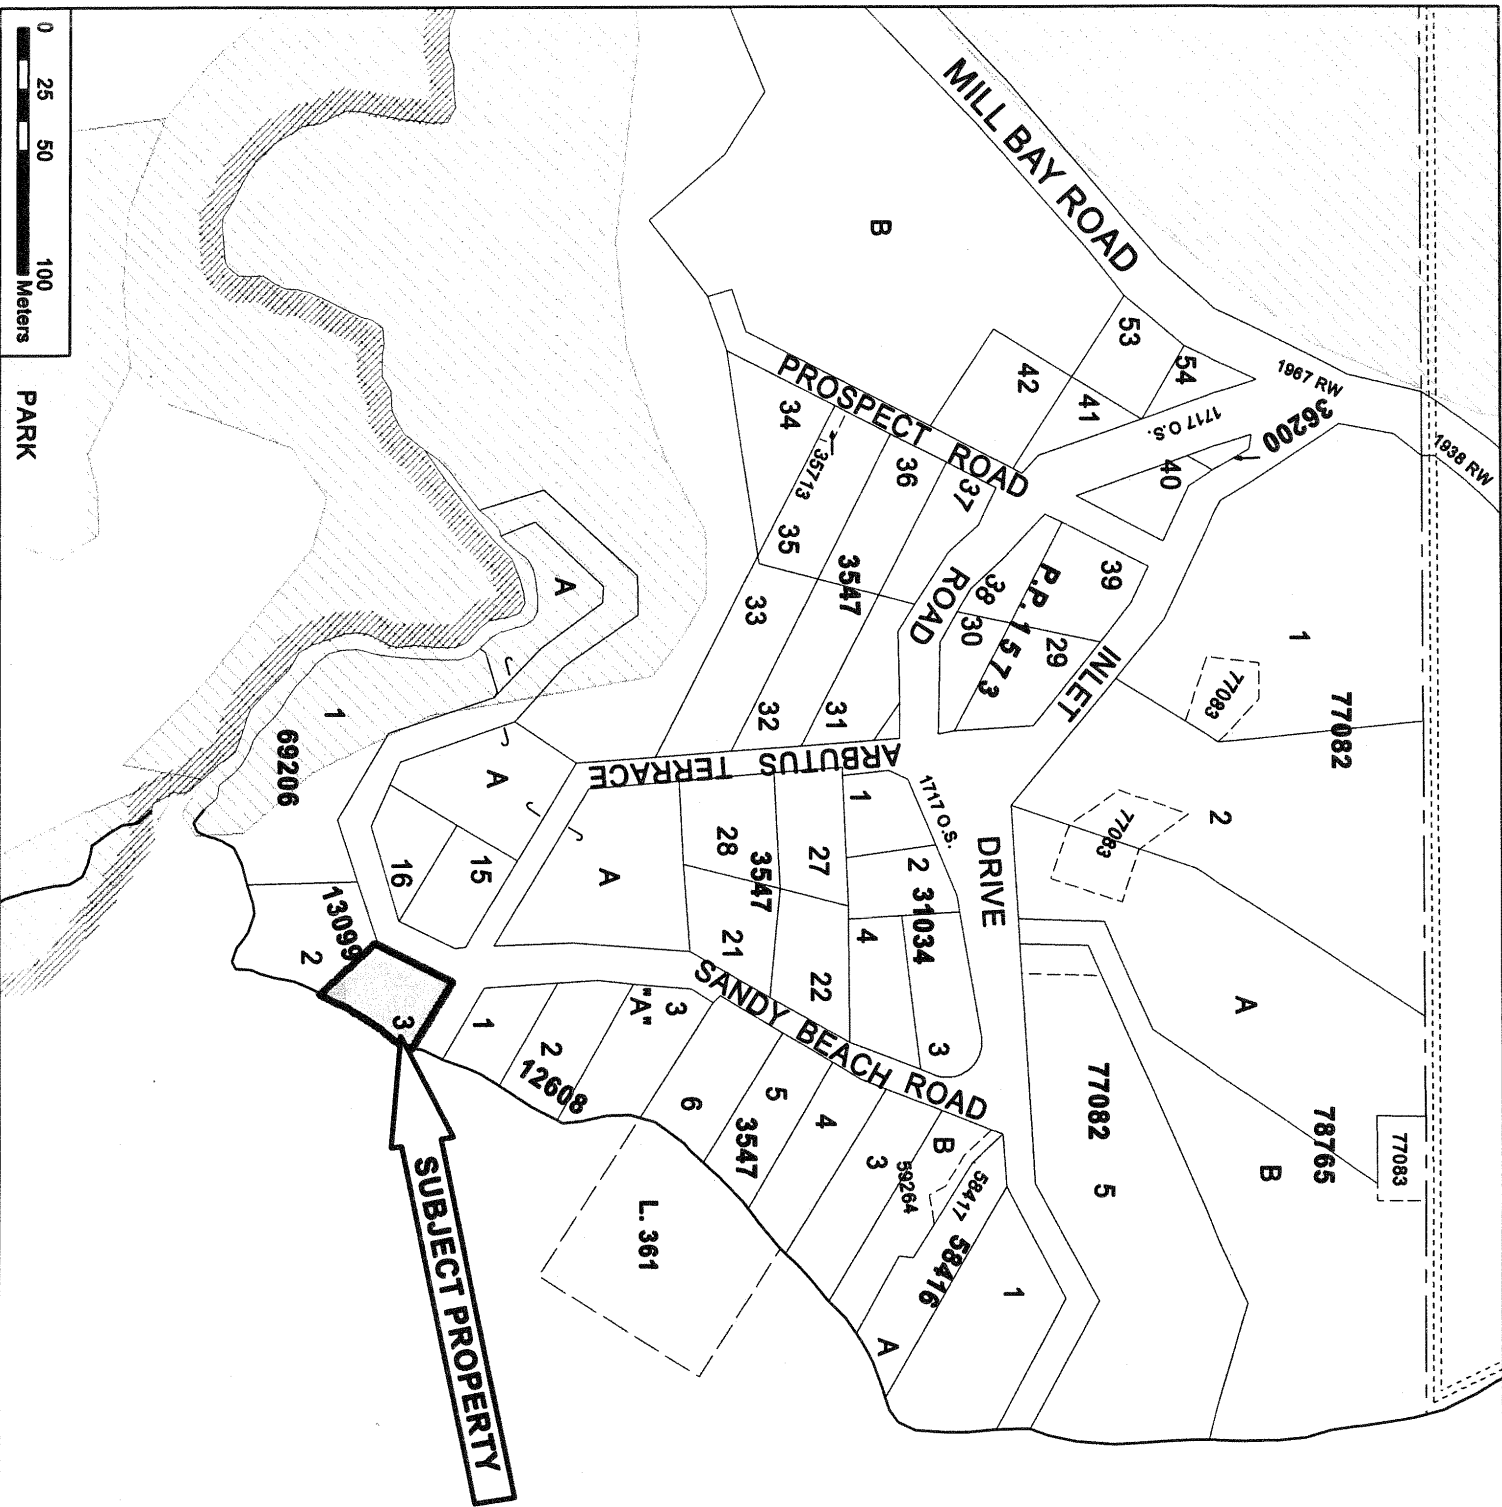 0 25 50 100 Meters
PARK
MILL BAY ROAD
B
1967 RW
1938 RW
36200
1717 O.S.
53
54
42
41
40
PROSPECT ROAD
34
35713
36
37
35
3547
33
32
31
ROAD
39
P.P. 1573
38
30
29
INLET
DRIVE
1
77083
77082
2
77083
A
78765
77083
B
77082
5
ARBUTUS TERRACE
1717 O.S.
1
2
31034
4
3
27
28
3547
21
22
A
SANDY BEACH ROAD
A
A
15
16
1
69206
13099
2
3
SUBJECT PROPERTY
1
2
12608
"A"
3
6
5
3547
4
3
B
59264
58417
58416
1
A
L. 361